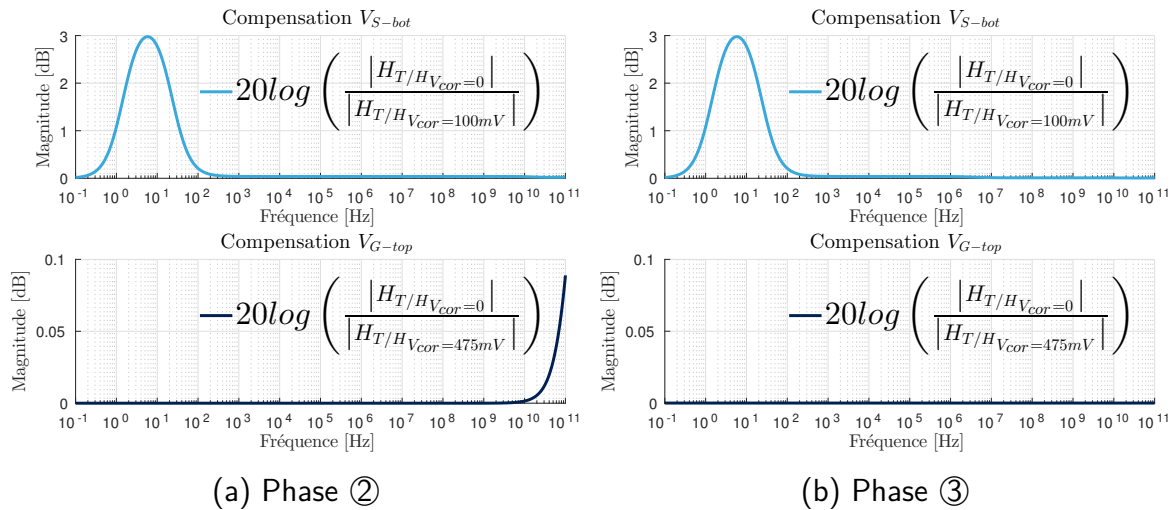 Compensation V_{S-bot}
Magnitude [dB]
3
2
1
0
20log ( |H_{T/H_{Vcor=0}}| / |H_{T/H_{Vcor=100mV}}| )
10^{-1} 10^0 10^1 10^2 10^3 10^4 10^5 10^6 10^7 10^8 10^9 10^{10} 10^{11}
Fréquence [Hz]
Compensation V_{G-top}
Magnitude [dB]
0.1
0.05
0
20log ( |H_{T/H_{Vcor=0}}| / |H_{T/H_{Vcor=475mV}}| )
10^{-1} 10^0 10^1 10^2 10^3 10^4 10^5 10^6 10^7 10^8 10^9 10^{10} 10^{11}
Fréquence [Hz]
(a) Phase ②
Compensation V_{S-bot}
Magnitude [dB]
3
2
1
0
20log ( |H_{T/H_{Vcor=0}}| / |H_{T/H_{Vcor=100mV}}| )
10^{-1} 10^0 10^1 10^2 10^3 10^4 10^5 10^6 10^7 10^8 10^9 10^{10} 10^{11}
Fréquence [Hz]
Compensation V_{G-top}
Magnitude [dB]
0.1
0.05
0
20log ( |H_{T/H_{Vcor=0}}| / |H_{T/H_{Vcor=475mV}}| )
10^{-1} 10^0 10^1 10^2 10^3 10^4 10^5 10^6 10^7 10^8 10^9 10^{10} 10^{11}
Fréquence [Hz]
(b) Phase ③